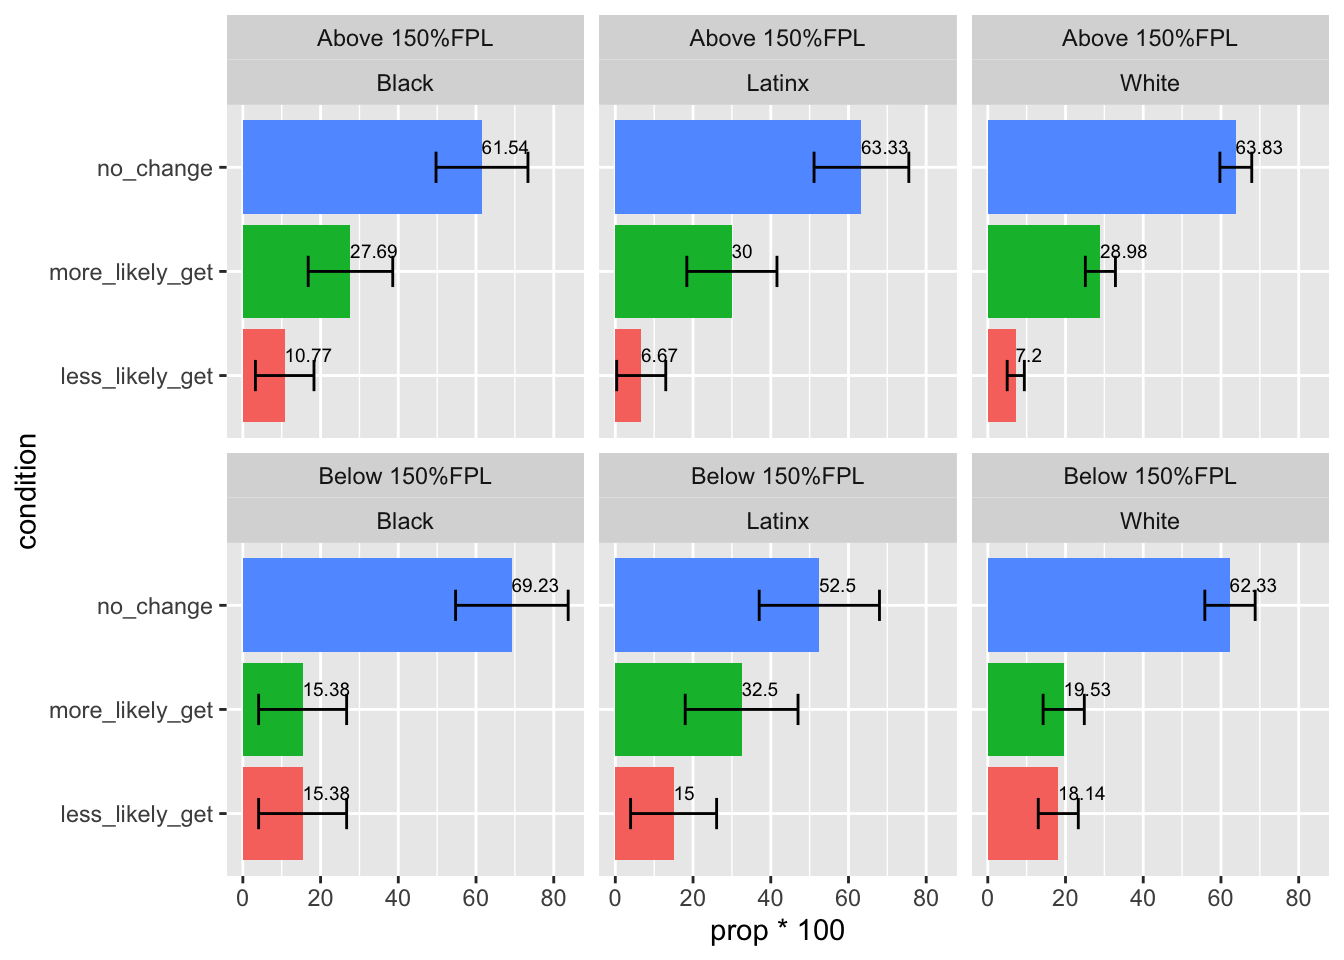 Above 150%FPL
Above 150%FPL
Above 150%FPL
Black
Latinx
White
no_change
61.54
63.33
63.83
more_likely_get
27.69
30
28.98
less_likely_get
10.77
6.67
7.2
condition
Below 150%FPL
Below 150%FPL
Below 150%FPL
Black
Latinx
White
no_change
69.23
52.5
62.33
more_likely_get
15.38
32.5
19.53
less_likely_get
15.38
15
18.14
0 20 40 60 80
0 20 40 60 80
0 20 40 60 80
prop * 100